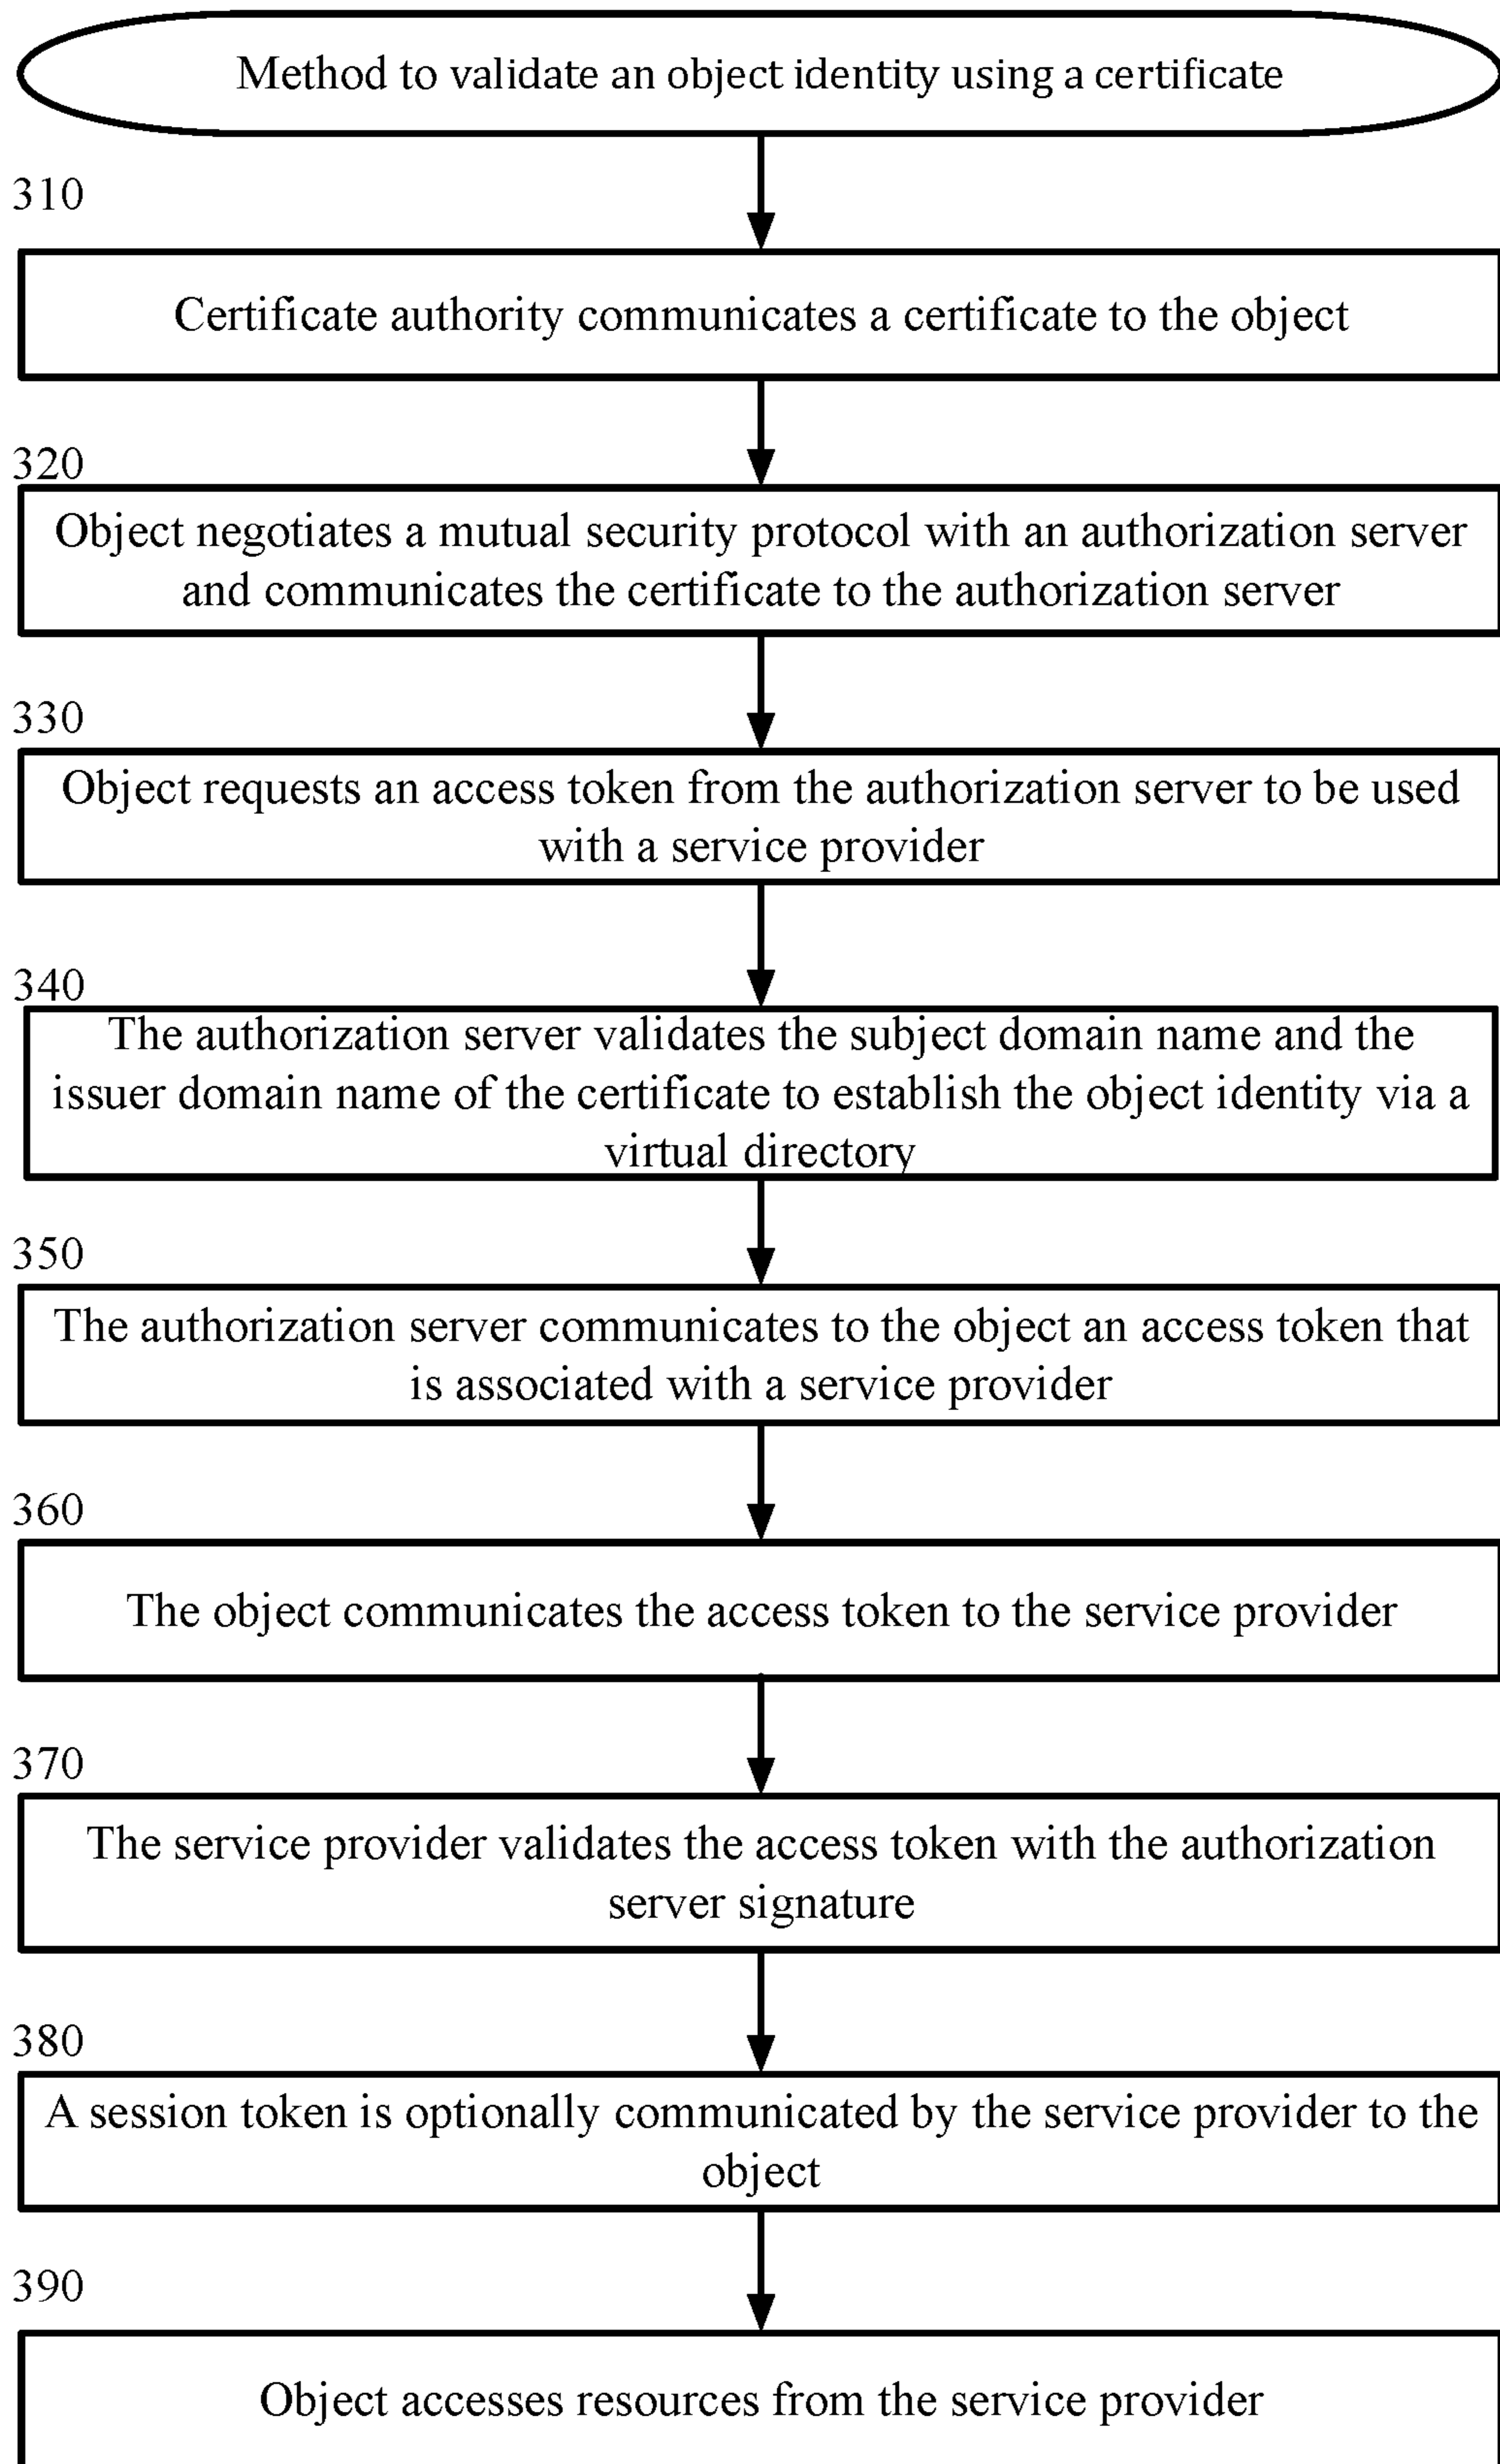 Method to validate an object identity using a certificate
310
Certificate authority communicates a certificate to the object
320
Object negotiates a mutual security protocol with an authorization server
and communicates the certificate to the authorization server
330
Object requests an access token from the authorization server to be used
with a service provider
340
The authorization server validates the subject domain name and the
issuer domain name of the certificate to establish the object identity via a
virtual directory
350
The authorization server communicates to the object an access token that
is associated with a service provider
360
The object communicates the access token to the service provider
370
The service provider validates the access token with the authorization
server signature
380
A session token is optionally communicated by the service provider to the
object
390
Object accesses resources from the service provider